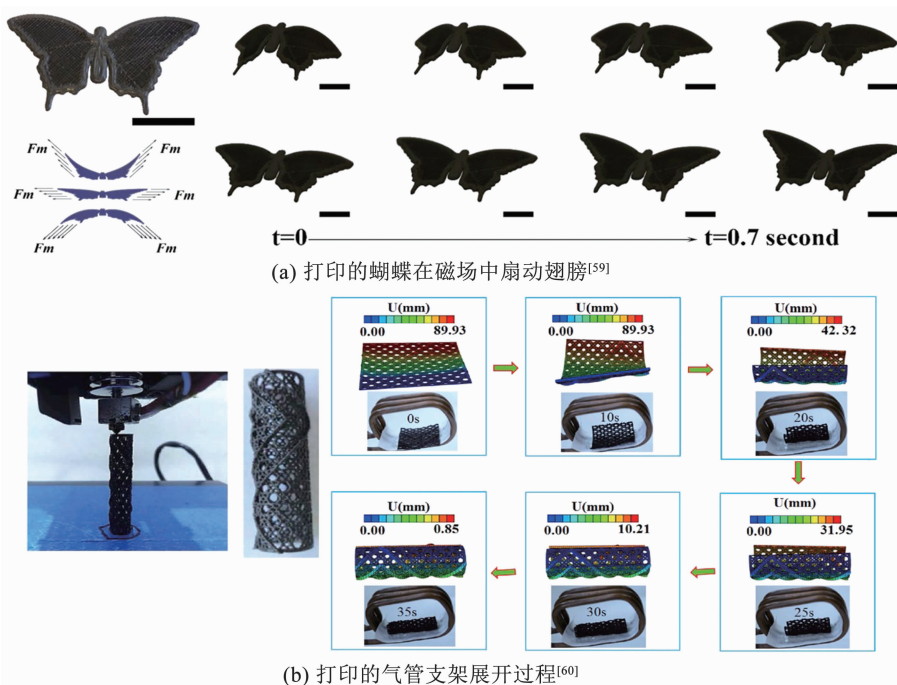 Fm Fm
Fm Fm
Fm Fm
t=0 t=0.7 second
(a) 打印的蝴蝶在磁场中扇动翅膀[59]
U(mm)
0.00 89.93
0s
U(mm)
0.00 89.93
10s
U(mm)
0.00 42.32
20s
U(mm)
0.00 0.85
35s
U(mm)
0.00 10.21
30s
U(mm)
0.00 31.95
25s
(b) 打印的气管支架展开过程[60]